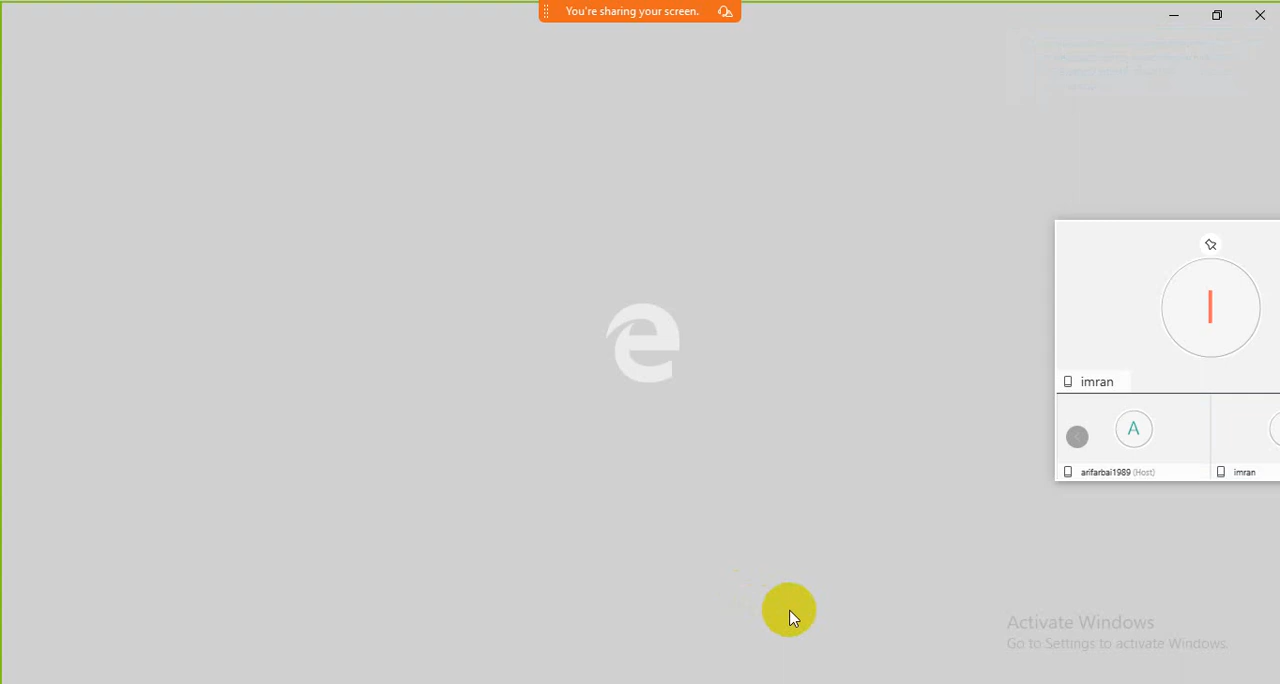 You're sharing your screen.
I
imran
A
arifarbai1989 (Host)
imran
Activate Windows
Go to Settings to activate Windows.